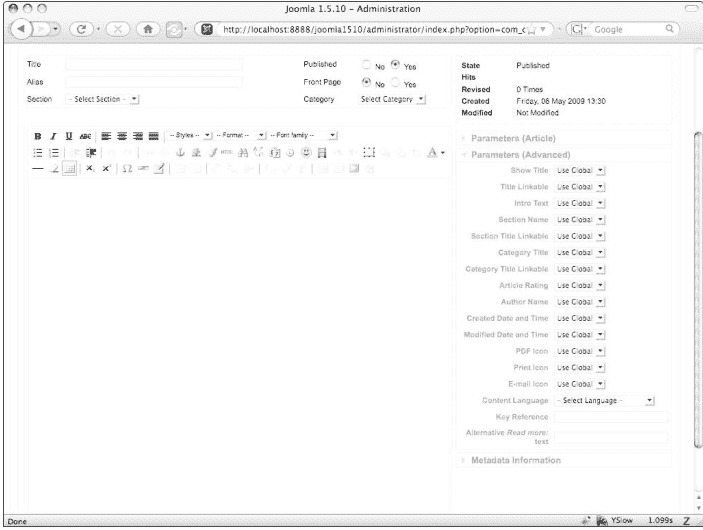 Joomla 1.5.10 - Administration
http://localhost:8888/joomla1510/administrator/index.php?option=com_c
Google
Title
Published No Yes
Alias
Front Page No Yes
Section - Select Section -
Category Select Category
State Published
Hits
Revised 0 Times
Created Friday, 08 May 2009 13:30
Modified Not Modified
B I U ABC -- Styles -- -- Format -- -- Font family --
HTML
A
Parameters (Article)
Parameters (Advanced)
Show Title Use Global
Title Linkable Use Global
Intro Text Use Global
Section Name Use Global
Section Title Linkable Use Global
Category Title Use Global
Category Title Linkable Use Global
Article Rating Use Global
Author Name Use Global
Created Date and Time Use Global
Modified Date and Time Use Global
PDF Icon Use Global
Print Icon Use Global
E-mail Icon Use Global
Content Language - Select Language -
Key Reference
Alternative Read more:
text
Metadata Information
Done
YSlow 1.099s Z